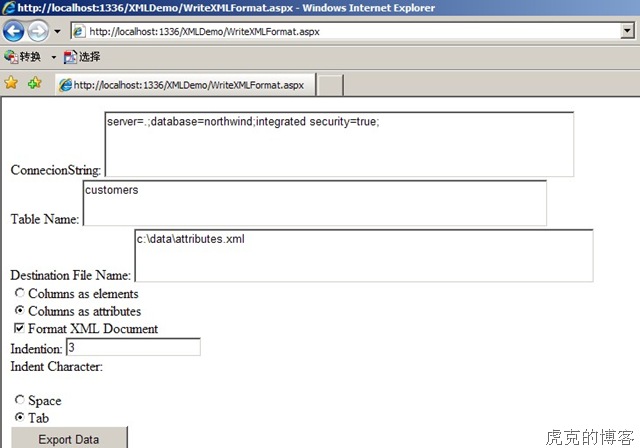 http://localhost:1336/XMLDemo/WriteXMLFormat.aspx - Windows Internet Explorer
http://localhost:1336/XMLDemo/WriteXMLFormat.aspx
转换 选择
http://localhost:1336/XMLDemo/WriteXMLFormat.aspx
ConnecionString: server=.;database=northwind;integrated security=true;
Table Name: customers
Destination File Name: c:\data\attributes.xml
Columns as elements
Columns as attributes
Format XML Document
Indention: 3
Indent Character:
Space
Tab
Export Data
虎克的博客